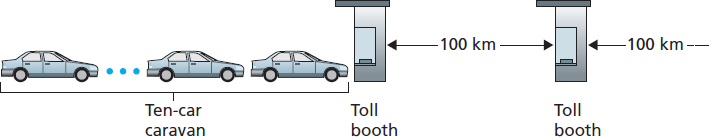 100 km
100 km
Ten-car
caravan
Toll
booth
Toll
booth